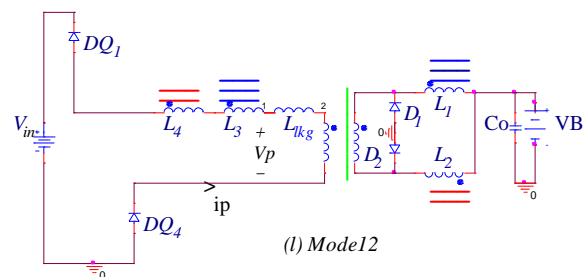 DQ1
Vin
L4
L3
1
Llkg
2
+
Vp
−
DQ4
ip
0
D1
0
D2
L1
L2
Co
VB
0
(l) Mode12